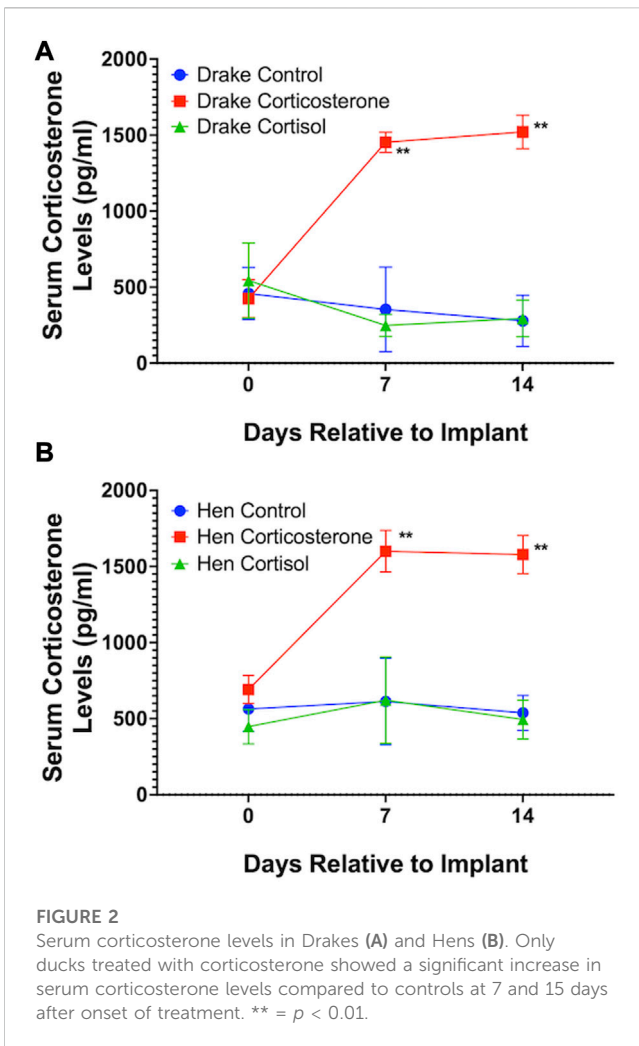 A
2000
1500
1000
500
0
Serum Corticosterone
Levels (pg/ml)
Drake Control
Drake Corticosterone
Drake Cortisol
**
**
0 7 14
Days Relative to Implant
B
2000
1500
1000
500
0
Serum Corticosterone
Levels (pg/ml)
Hen Control
Hen Corticosterone
Hen Cortisol
**
**
0 7 14
Days Relative to Implant
FIGURE 2
Serum corticosterone levels in Drakes (A) and Hens (B). Only
ducks treated with corticosterone showed a significant increase in
serum corticosterone levels compared to controls at 7 and 15 days
after onset of treatment. ** = p < 0.01.